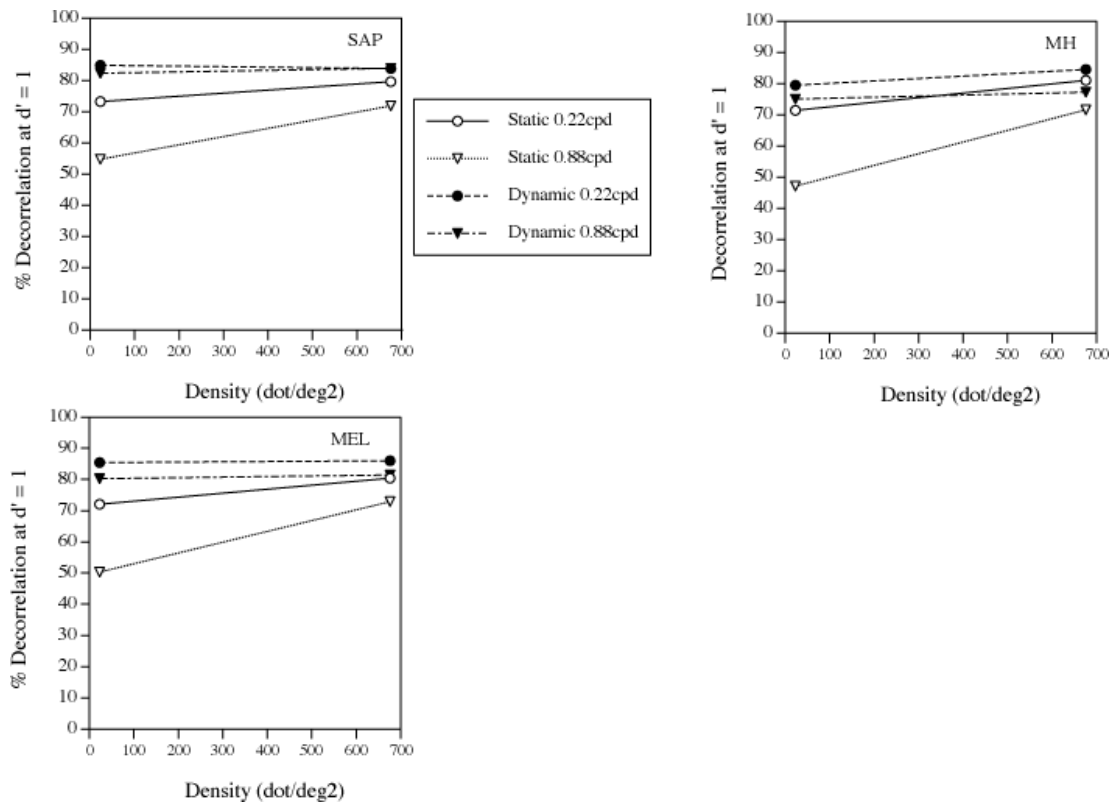 100
90
80
70
60
50
40
30
20
10
0
0 100 200 300 400 500 600 700
SAP
% Decorrelation at d' = 1
Density (dot/deg2)
Static 0.22cpd
Static 0.88cpd
Dynamic 0.22cpd
Dynamic 0.88cpd
100
90
80
70
60
50
40
30
20
10
0
0 100 200 300 400 500 600 700
MH
Decorrelation at d' = 1
Density (dot/deg2)
100
90
80
70
60
50
40
30
20
10
0
0 100 200 300 400 500 600 700
MEL
% Decorrelation at d' = 1
Density (dot/deg2)